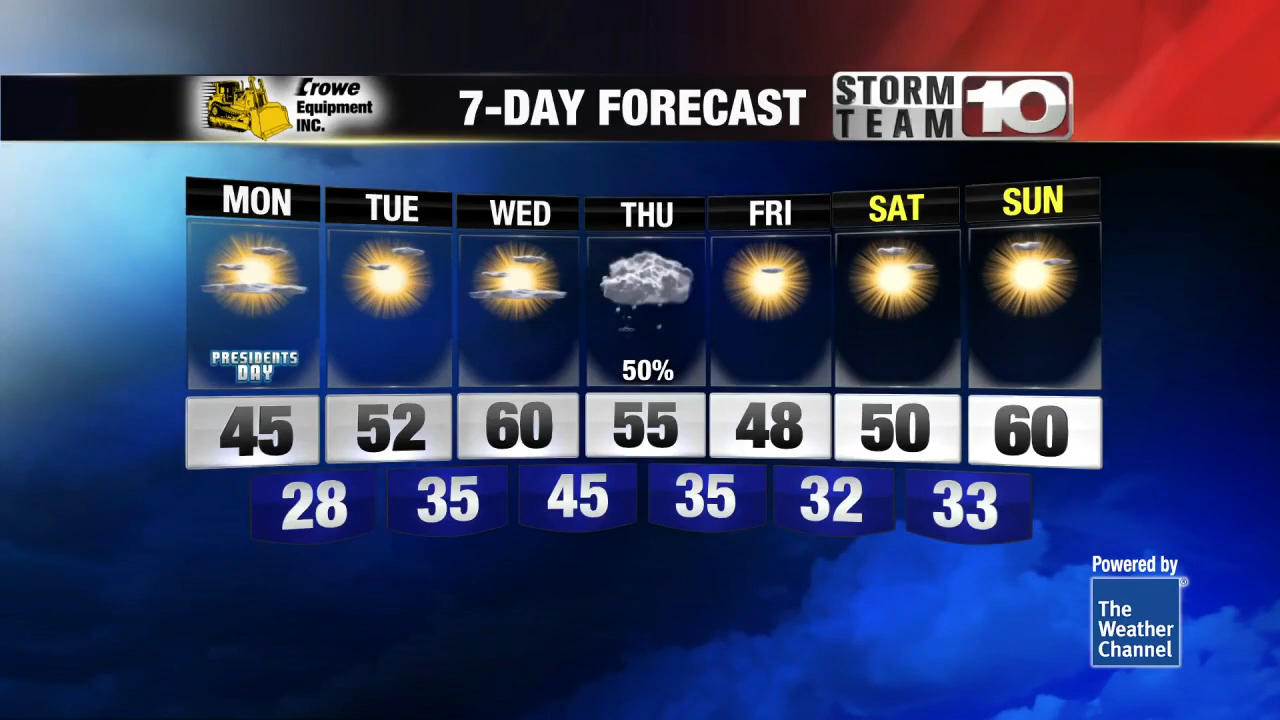 Crowe
Equipment
INC.
7-DAY FORECAST
STORM
TEAM
10
MON TUE WED THU FRI SAT SUN
PRESIDENTS
DAY
50%
45 52 60 55 48 50 60
28 35 45 35 32 33
Powered by
The
Weather
Channel®